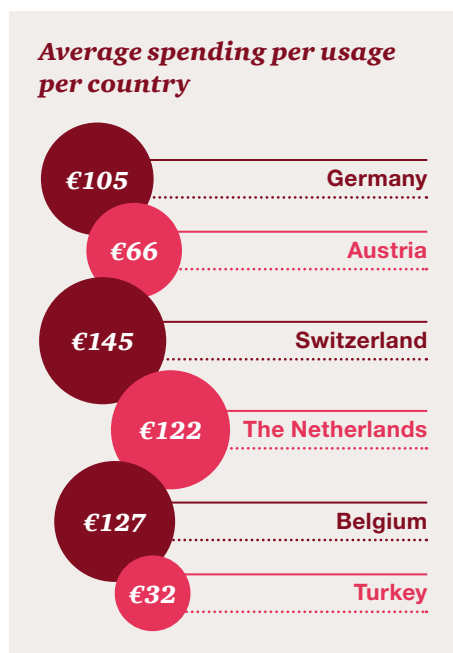 Average spending per usage
per country
€105 Germany
€66 Austria
€145 Switzerland
€122 The Netherlands
€127 Belgium
€32 Turkey